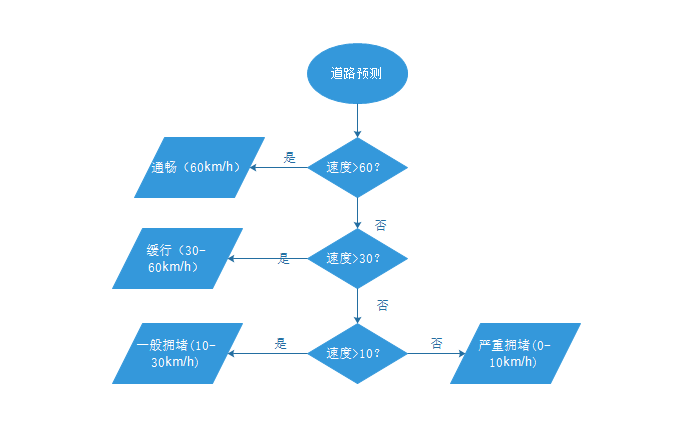 道路预测
是
通畅（60km/h）
速度>60?
否
缓行（30-
60km/h）
是
速度>30?
否
一般拥堵(10-
30km/h)
是
速度>10?
否
严重拥堵(0-
10km/h)